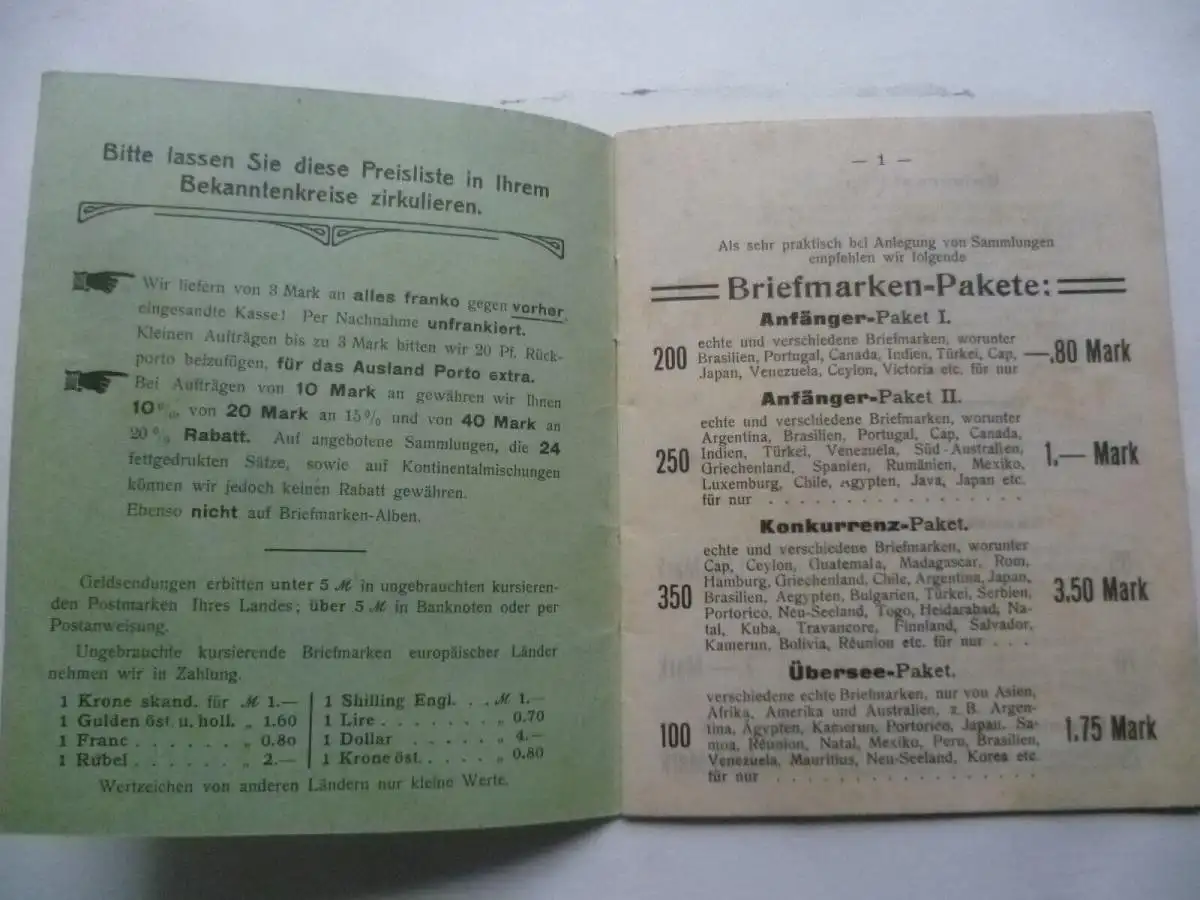 Bitte lassen Sie diese Preisliste in Ihrem
Bekanntenkreise zirkulieren.
Wir liefern von 3 Mark an alles franko gegen vorher
eingesandte Kasse! Per Nachnahme unfrankiert.
Kleinen Aufträgen bis zu 3 Mark bitten wir 20 Pf. Rück-
porto beizufügen, für das Ausland Porto extra.
Bei Aufträgen von 10 Mark an gewähren wir Ihnen
10%, von 20 Mark an 15% und von 40 Mark an
20% Rabatt. Auf angebotene Sammlungen, die 24
fettgedrukten Sätze, sowie auf Kontinentalmischungen
können wir jedoch keinen Rabatt gewähren.
Ebenso nicht auf Briefmarken-Alben.
Geldsendungen erbitten unter 5 M in ungebrauchten kursieren-
den Postmarken Ihres Landes; über 5 M in Banknoten oder per
Postanweisung.
Ungebrauchte kursierende Briefmarken europäischer Länder
nehmen wir in Zahlung.
1 Krone skand. für M 1.—
1 Gulden öst. u. holl. „ 1.60
1 Franc . . . . . . „ 0.80
1 Rubel . . . . . . „ 2.—
1 Shilling Engl. . . M 1.—
1 Lire . . . . . . . „ 0.70
1 Dollar . . . . . . „ 4.—
1 Krone öst. . . . . „ 0.80
Wertzeichen von anderen Ländern nur kleine Werte.
— 1 —
Als sehr praktisch bei Anlegung von Sammlungen
empfehlen wir folgende
Briefmarken-Pakete:
Anfänger-Paket I.
200 echte und verschiedene Briefmarken, worunter
Brasilien, Portugal, Canada, Indien, Türkei, Cap, —.80 Mark
Japan, Venezuela, Ceylon, Victoria etc. für nur
Anfänger-Paket II.
echte und verschiedene Briefmarken, worunter
Argentina, Brasilien, Portugal, Cap, Canada,
250 Indien, Türkei, Venezuela, Süd-Australien, 1.— Mark
Griechenland, Spanien, Rumänien, Mexiko,
Luxemburg, Chile, Ägypten, Java, Japan etc.
für nur . . . . . . . . . . . . . . . .
Konkurrenz-Paket.
echte und verschiedene Briefmarken, worunter
Cap, Ceylon, Guatemala, Madagascar, Rom,
Hamburg, Griechenland, Chile, Argentina, Japan,
350 Brasilien, Aegypten, Bulgarien, Türkei, Serbien, 3.50 Mark
Portorico, Neu-Seeland, Togo, Heidarabad, Na-
tal, Kuba, Travancore, Finnland, Salvador,
Kamerun, Bolivia, Réunion etc. für nur . . .
Übersee-Paket.
verschiedene echte Briefmarken, nur von Asien,
Afrika, Amerika und Australien, z. B. Argen-
100 tina, Ägypten, Kamerun, Portorico, Japan, Sa- 1.75 Mark
moa, Réunion, Natal, Mexiko, Peru, Brasilien,
Venezuela, Mauritius, Neu-Seeland, Korea etc.
für nur . . . . . . . . . . . . . . . .